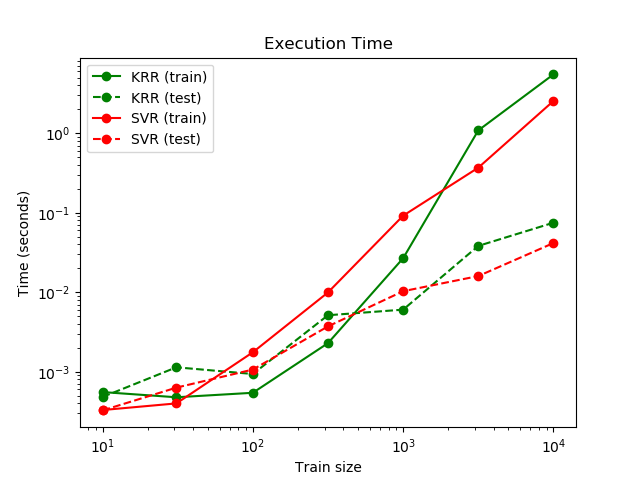 Execution Time
KRR (train)
KRR (test)
SVR (train)
SVR (test)
10⁰
10⁻¹
10⁻²
10⁻³
Time (seconds)
10¹ 10² 10³ 10⁴
Train size